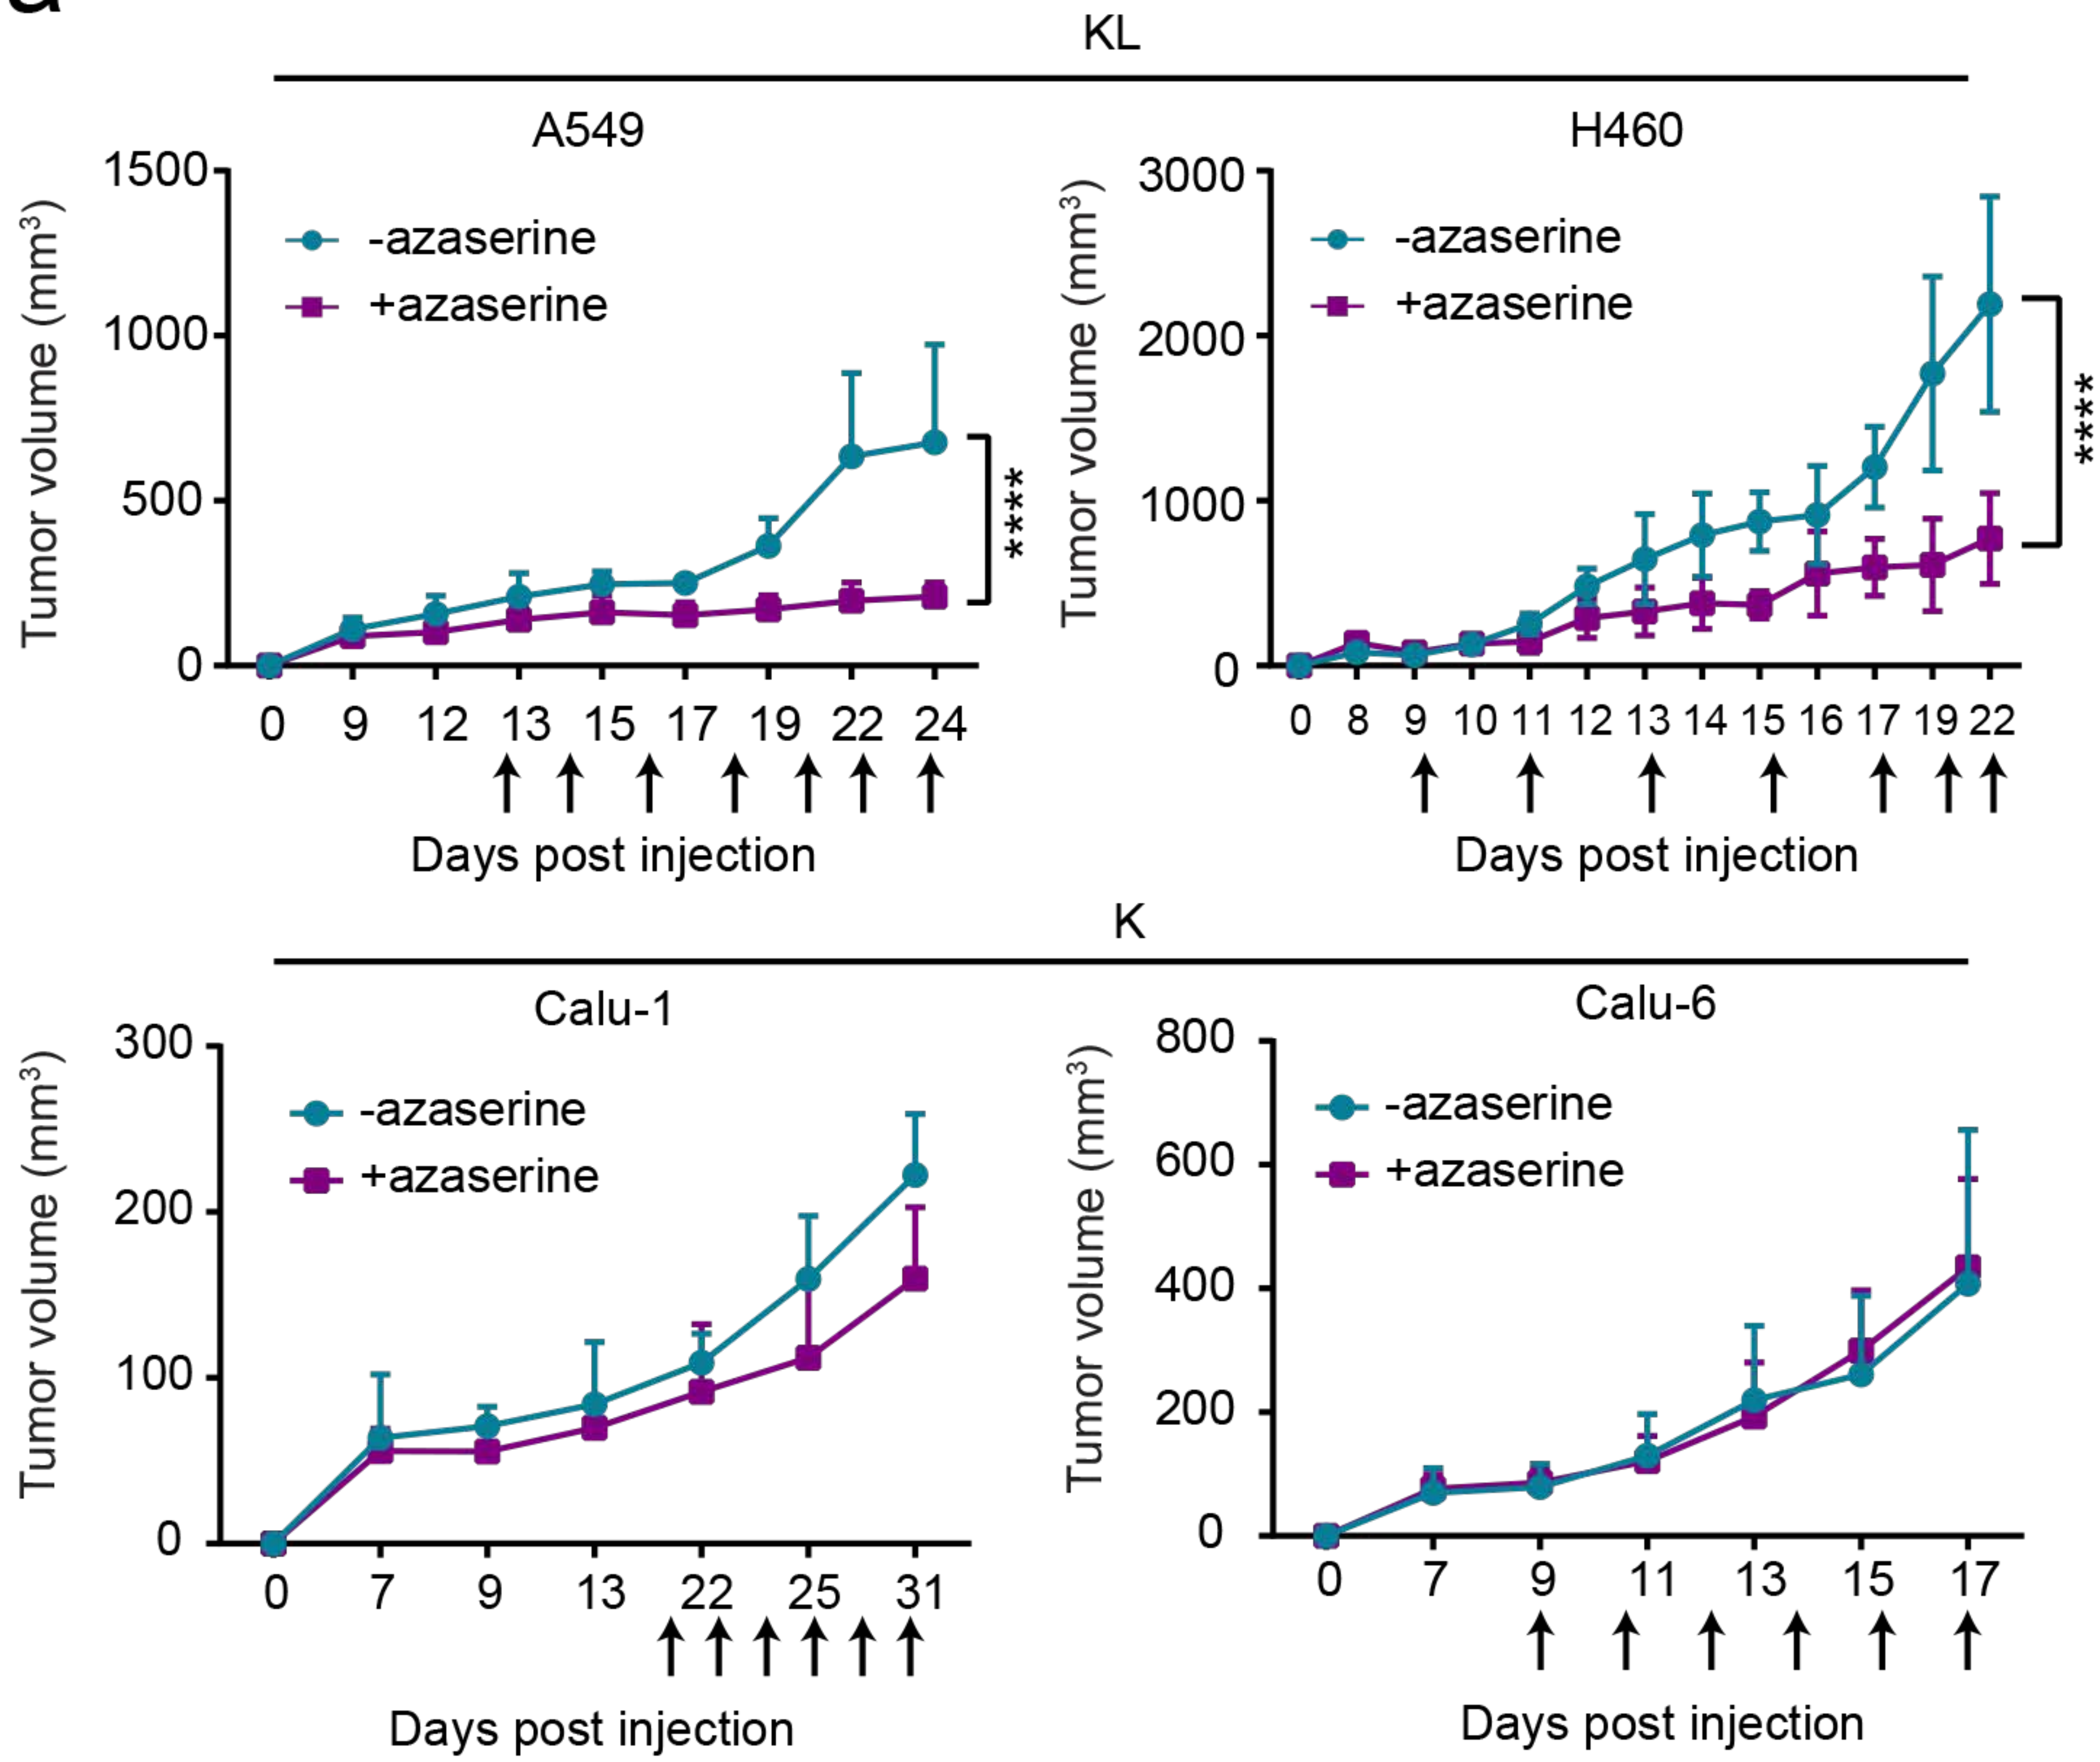 a
KL
A549
Tumor volume (mm³)
1500
1000
500
0
-azaserine
+azaserine
****
0 9 12 13 15 17 19 22 24
Days post injection
H460
Tumor volume (mm³)
3000
2000
1000
0
-azaserine
+azaserine
****
0 8 9 10 11 12 13 14 15 16 17 19 22
Days post injection
K
Calu-1
Tumor volume (mm³)
300
200
100
0
-azaserine
+azaserine
0 7 9 13 22 25 31
Days post injection
Calu-6
Tumor volume (mm³)
800
600
400
200
0
-azaserine
+azaserine
0 7 9 11 13 15 17
Days post injection